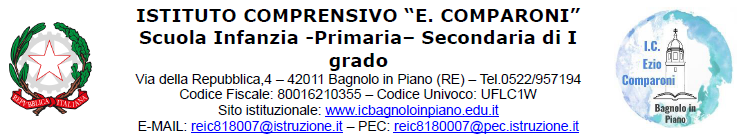 ISTITUTO COMPRENSIVO “E. COMPARONI”
Scuola Infanzia -Primaria– Secondaria di I
grado
Via della Repubblica,4 – 42011 Bagnolo in Piano (RE) – Tel.0522/957194
Codice Fiscale: 80016210355 – Codice Univoco: UFLC1W
Sito istituzionale: www.icbagnoloinpiano.edu.it
E-MAIL: reic818007@istruzione.it – PEC: reic818007@pec.istruzione.it
REPVBBLICA ITALIANA
I.C.
Ezio
Comparoni
Bagnolo in
Piano